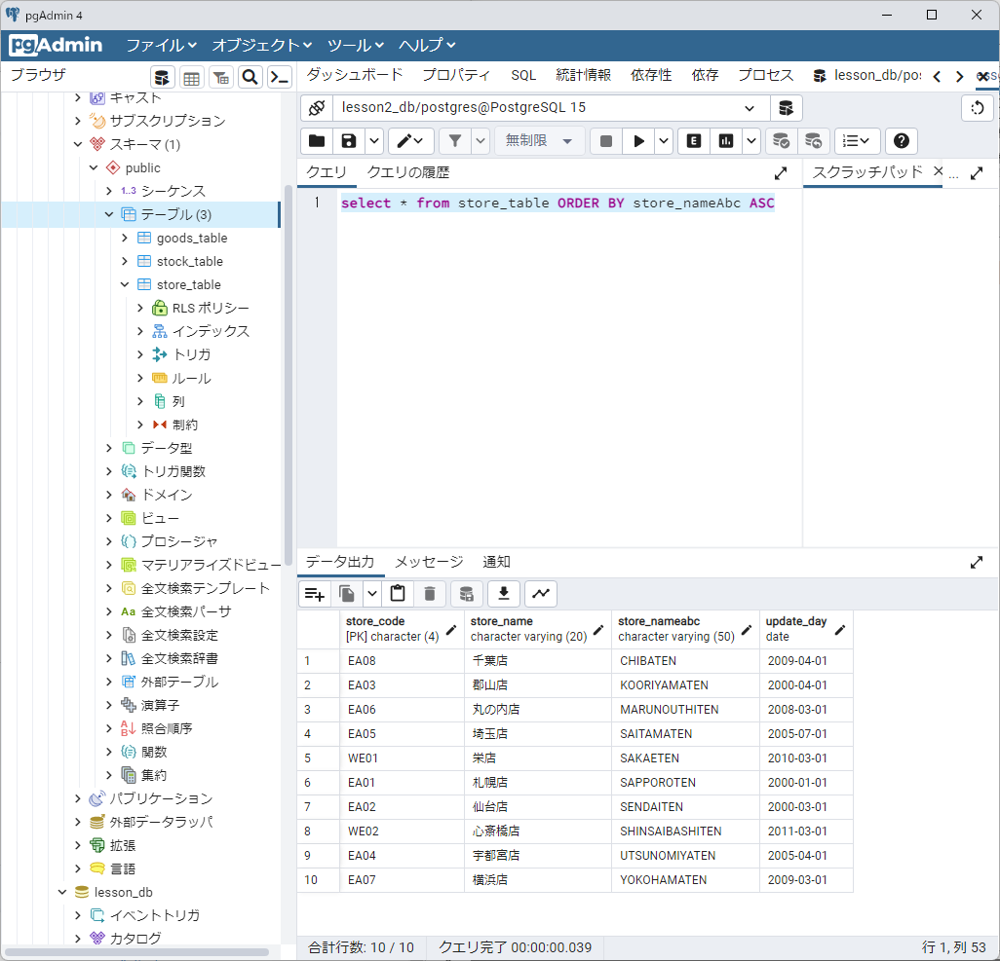 pgAdmin 4
pgAdmin ファイル オブジェクト ツール ヘルプ
ブラウザ
キャスト
サブスクリプション
スキーマ (1)
public
1..3 シーケンス
テーブル (3)
goods_table
stock_table
store_table
RLS ポリシー
インデックス
トリガ
ルール
列
制約
データ型
トリガ関数
ドメイン
ビュー
プロシージャ
マテリアライズドビュー
全文検索テンプレート
Aa 全文検索パーサ
全文検索設定
全文検索辞書
外部テーブル
演算子
照合順序
関数
集約
パブリケーション
外部データラッパ
拡張
言語
lesson_db
イベントトリガ
カタログ
ダッシュボード プロパティ SQL 統計情報 依存性 依存 プロセス lesson_db/pos
lesson2_db/postgres@PostgreSQL 15
無制限 E
クエリ クエリの履歴
スクラッチパッド ...
1 select * from store_table ORDER BY store_nameAbc ASC
データ出力 メッセージ 通知
store_code store_name store_nameabc update_day
[PK] character (4) character varying (20) character varying (50) date
1 EA08 千葉店 CHIBATEN 2009-04-01
2 EA03 郡山店 KOORIYAMATEN 2000-04-01
3 EA06 丸の内店 MARUNOUTHITEN 2008-03-01
4 EA05 埼玉店 SAITAMATEN 2005-07-01
5 WE01 栄店 SAKAETEN 2010-03-01
6 EA01 札幌店 SAPPOROTEN 2000-01-01
7 EA02 仙台店 SENDAITEN 2000-03-01
8 WE02 心斎橋店 SHINSAIBASHITEN 2011-03-01
9 EA04 宇都宮店 UTSUNOMIYATEN 2005-04-01
10 EA07 横浜店 YOKOHAMATEN 2009-03-01
合計行数: 10 / 10 クエリ完了 00:00:00.039 行 1, 列 53